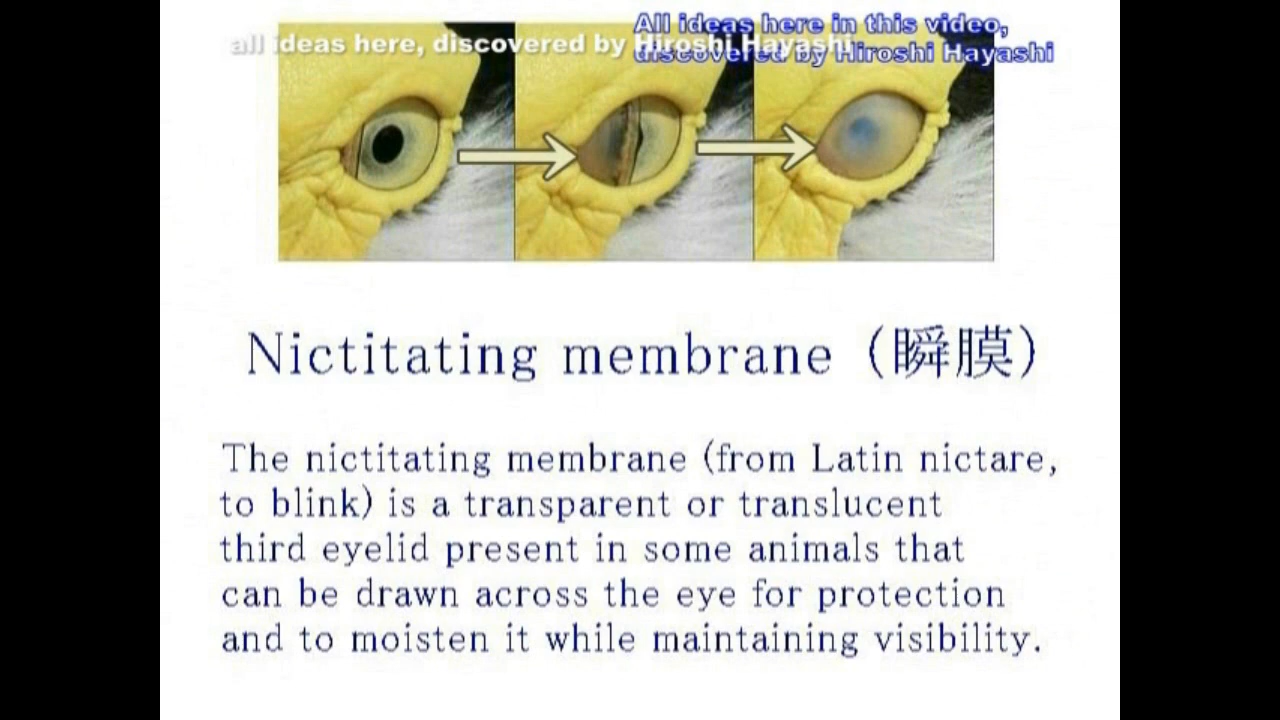 All ideas here in this video,
all ideas here, discovered by Hiroshi Hayashi
discovered by Hiroshi Hayashi
Nictitating membrane (瞬膜)
The nictitating membrane (from Latin nictare,
to blink) is a transparent or translucent
third eyelid present in some animals that
can be drawn across the eye for protection
and to moisten it while maintaining visibility.